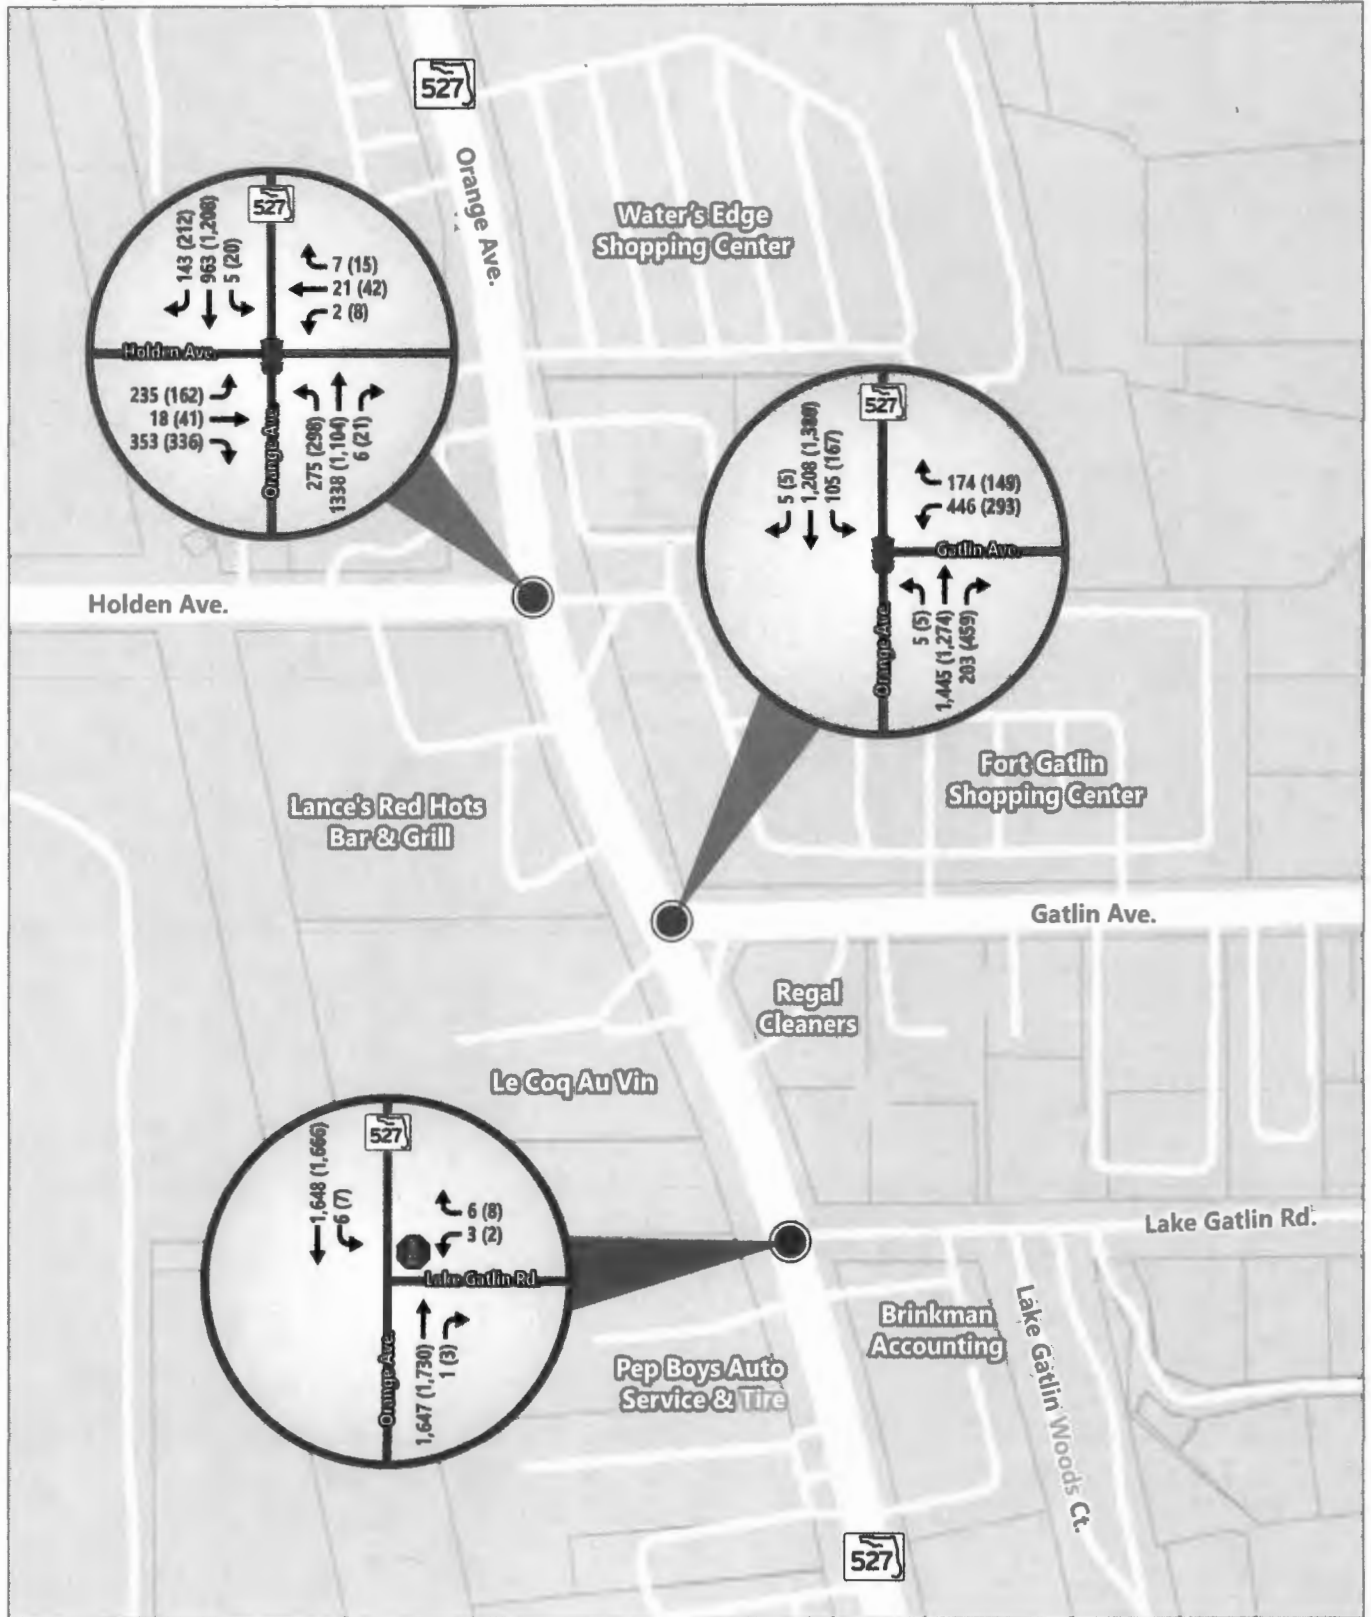 527
Orange Ave.
Water's Edge
Shopping Center
527
143 (212)
963 (1,208)
5 (20)
7 (15)
21 (42)
2 (8)
Holden Ave.
235 (162)
18 (41)
353 (336)
Orange Ave.
275 (298)
1338 (1,104)
6 (21)
527
5 (5)
1,208 (1,380)
105 (167)
174 (149)
446 (293)
Gatlin Ave.
Orange Ave.
5 (5)
1,445 (1,274)
203 (459)
Holden Ave.
Fort Gatlin
Shopping Center
Lance's Red Hots
Bar & Grill
Gatlin Ave.
Regal
Cleaners
Le Coq Au Vin
527
1,648 (1,666)
6 (7)
6 (8)
3 (2)
Lake Gatlin Rd
Orange Ave.
1,647 (1,730)
1 (3)
Lake Gatlin Rd.
Brinkman
Accounting
Lake Gatlin Woods Ct.
Pep Boys Auto
Service & Tire
527